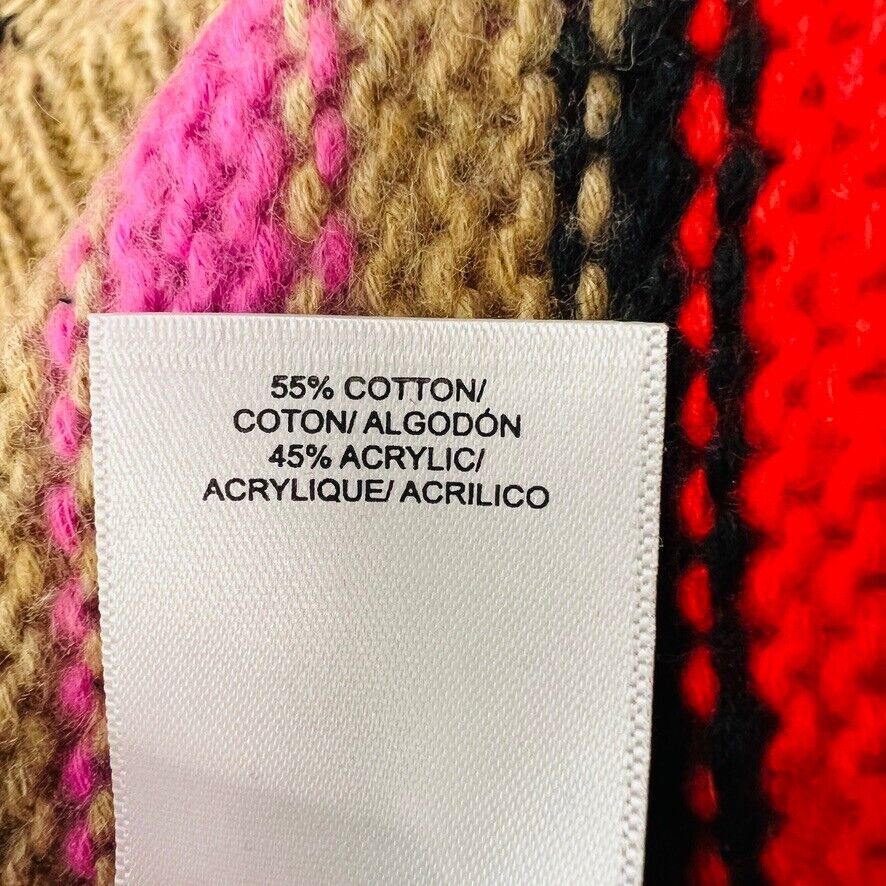 55% COTTON/
COTON/ ALGODÓN
45% ACRYLIC/
ACRYLIQUE/ ACRILICO